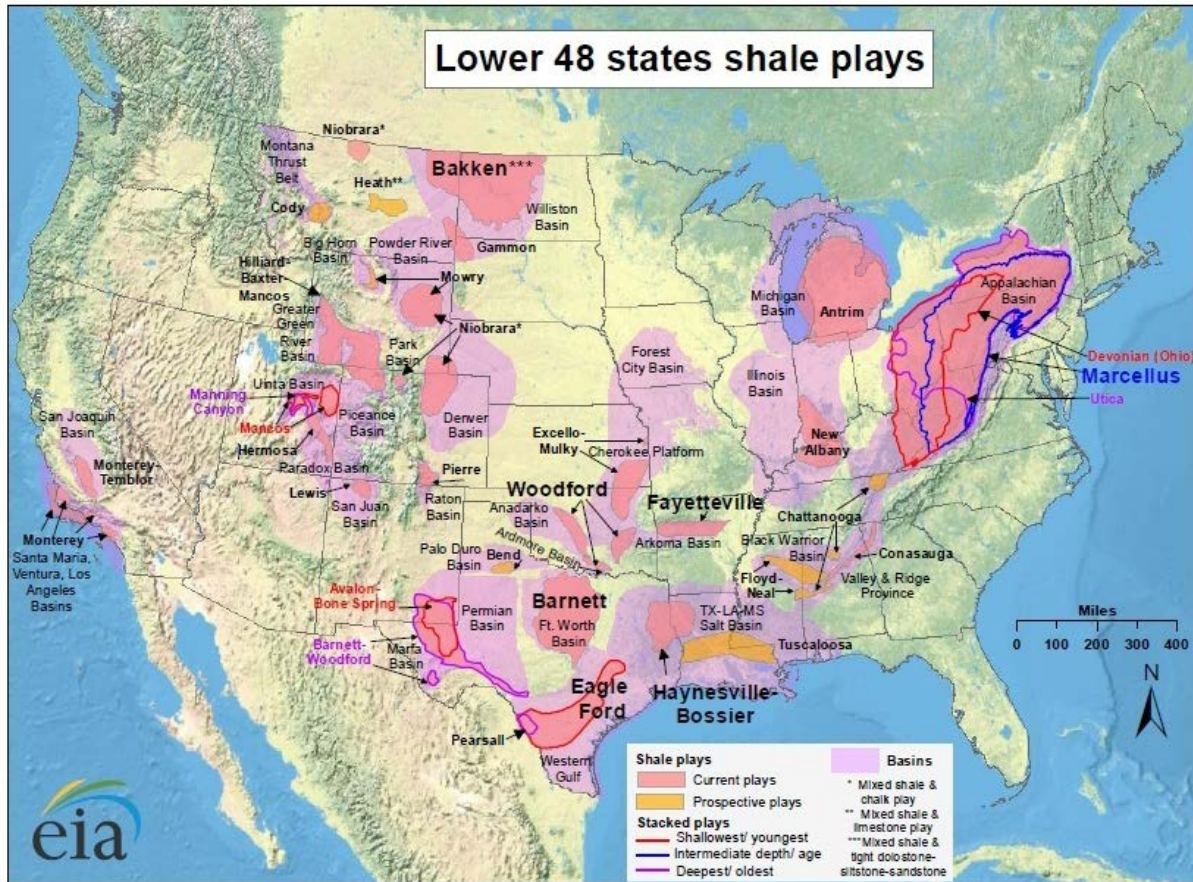 Lower 48 states shale plays
Niobrara*
Montana
Thrust
Belt
Bakken***
Heath**
Cody
Williston
Basin
Big Horn
Basin
Powder River
Basin
Gammon
Hilliard-
Baxter-
Mancos
Mowry
Greater
Green
River
Basin
Niobrara*
Park
Basin
Michigan
Basin
Antrim
Appalachian
Basin
Devonian (Ohio)
Marcellus
Utica
Forest
City Basin
Illinois
Basin
Uinta Basin
Manning
Canyon
Mancos
Piceance
Basin
Denver
Basin
San Joaquin
Basin
Hermosa
Paradox Basin
Excello-
Mulky
Cherokee Platform
New
Albany
Monterey-
Temblor
Lewis
San Juan
Basin
Pierre
Raton
Basin
Woodford
Anadarko
Basin
Fayetteville
Arkoma Basin
Chattanooga
Monterey
Santa Maria,
Ventura, Los
Angeles
Basins
Palo Duro
Basin
Bend
Ardmore Basin
Black Warrior
Basin
Conasauga
Floyd-
Neal
Valley & Ridge
Province
Avalon-
Bone Spring
Permian
Basin
Barnett
Ft. Worth
Basin
TX-LA-MS
Salt Basin
Tuscaloosa
Barnett-
Woodford
Marfa
Basin
Eagle
Ford
Haynesville-
Bossier
Pearsall
Western
Gulf
Miles
0 100 200 300 400
N
Shale plays
Current plays
Prospective plays
Stacked plays
Shallowest/ youngest
Intermediate depth/ age
Deepest/ oldest
Basins
* Mixed shale &
chalk play
** Mixed shale &
limestone play
***Mixed shale &
tight dolostone-
siltstone-sandstone
eia